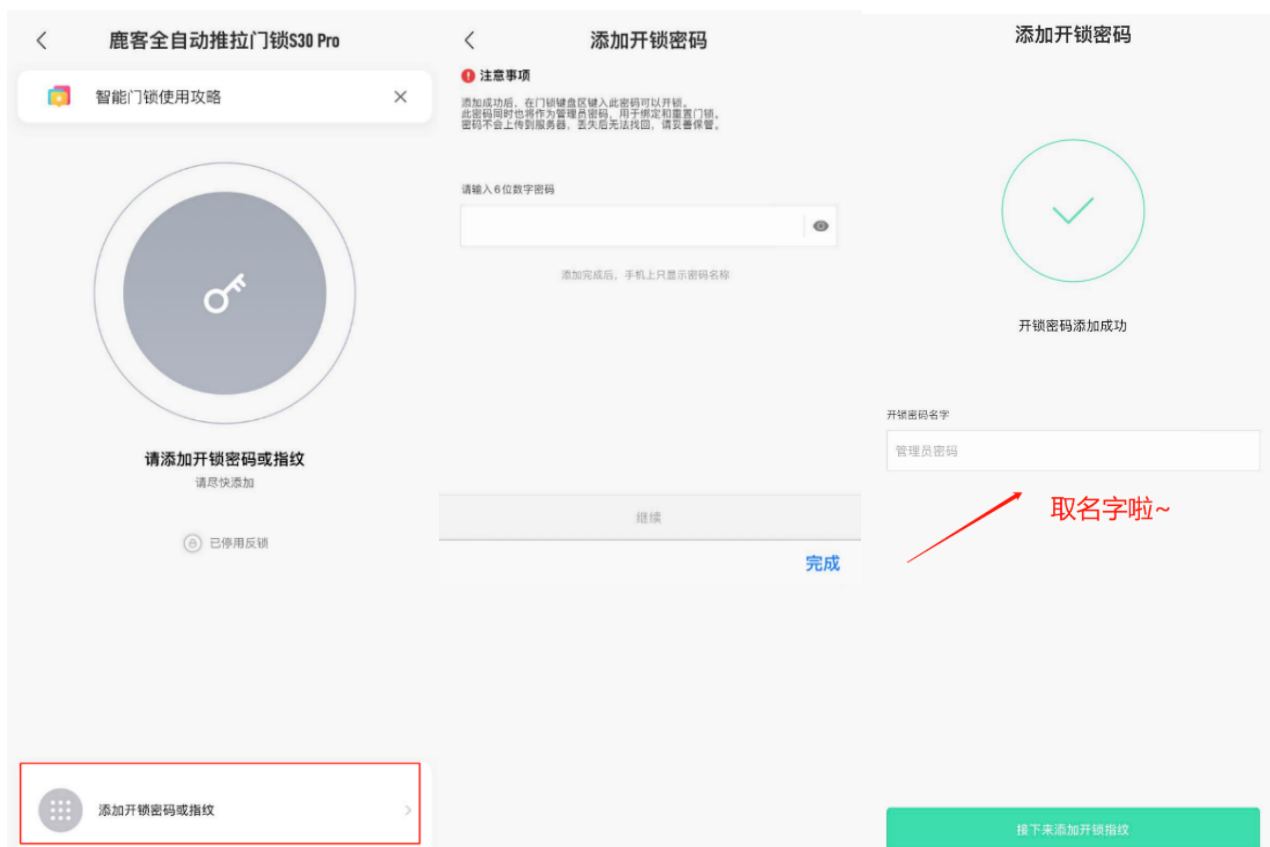 鹿客全自动推拉门锁S30 Pro
智能门锁使用攻略
请添加开锁密码或指纹
请尽快添加
已停用反锁
添加开锁密码或指纹
添加开锁密码
注意事项
添加成功后，在门锁键盘区键入此密码可以开锁。
此密码同时也将作为管理员密码，用于绑定和重置门锁。
密码不会上传到服务器，丢失后无法找回，请妥善保管。
请输入6位数字密码
添加完成后，手机上只显示密码名称
继续
完成
添加开锁密码
开锁密码添加成功
开锁密码名字
管理员密码
取名字啦~
接下来添加开锁指纹